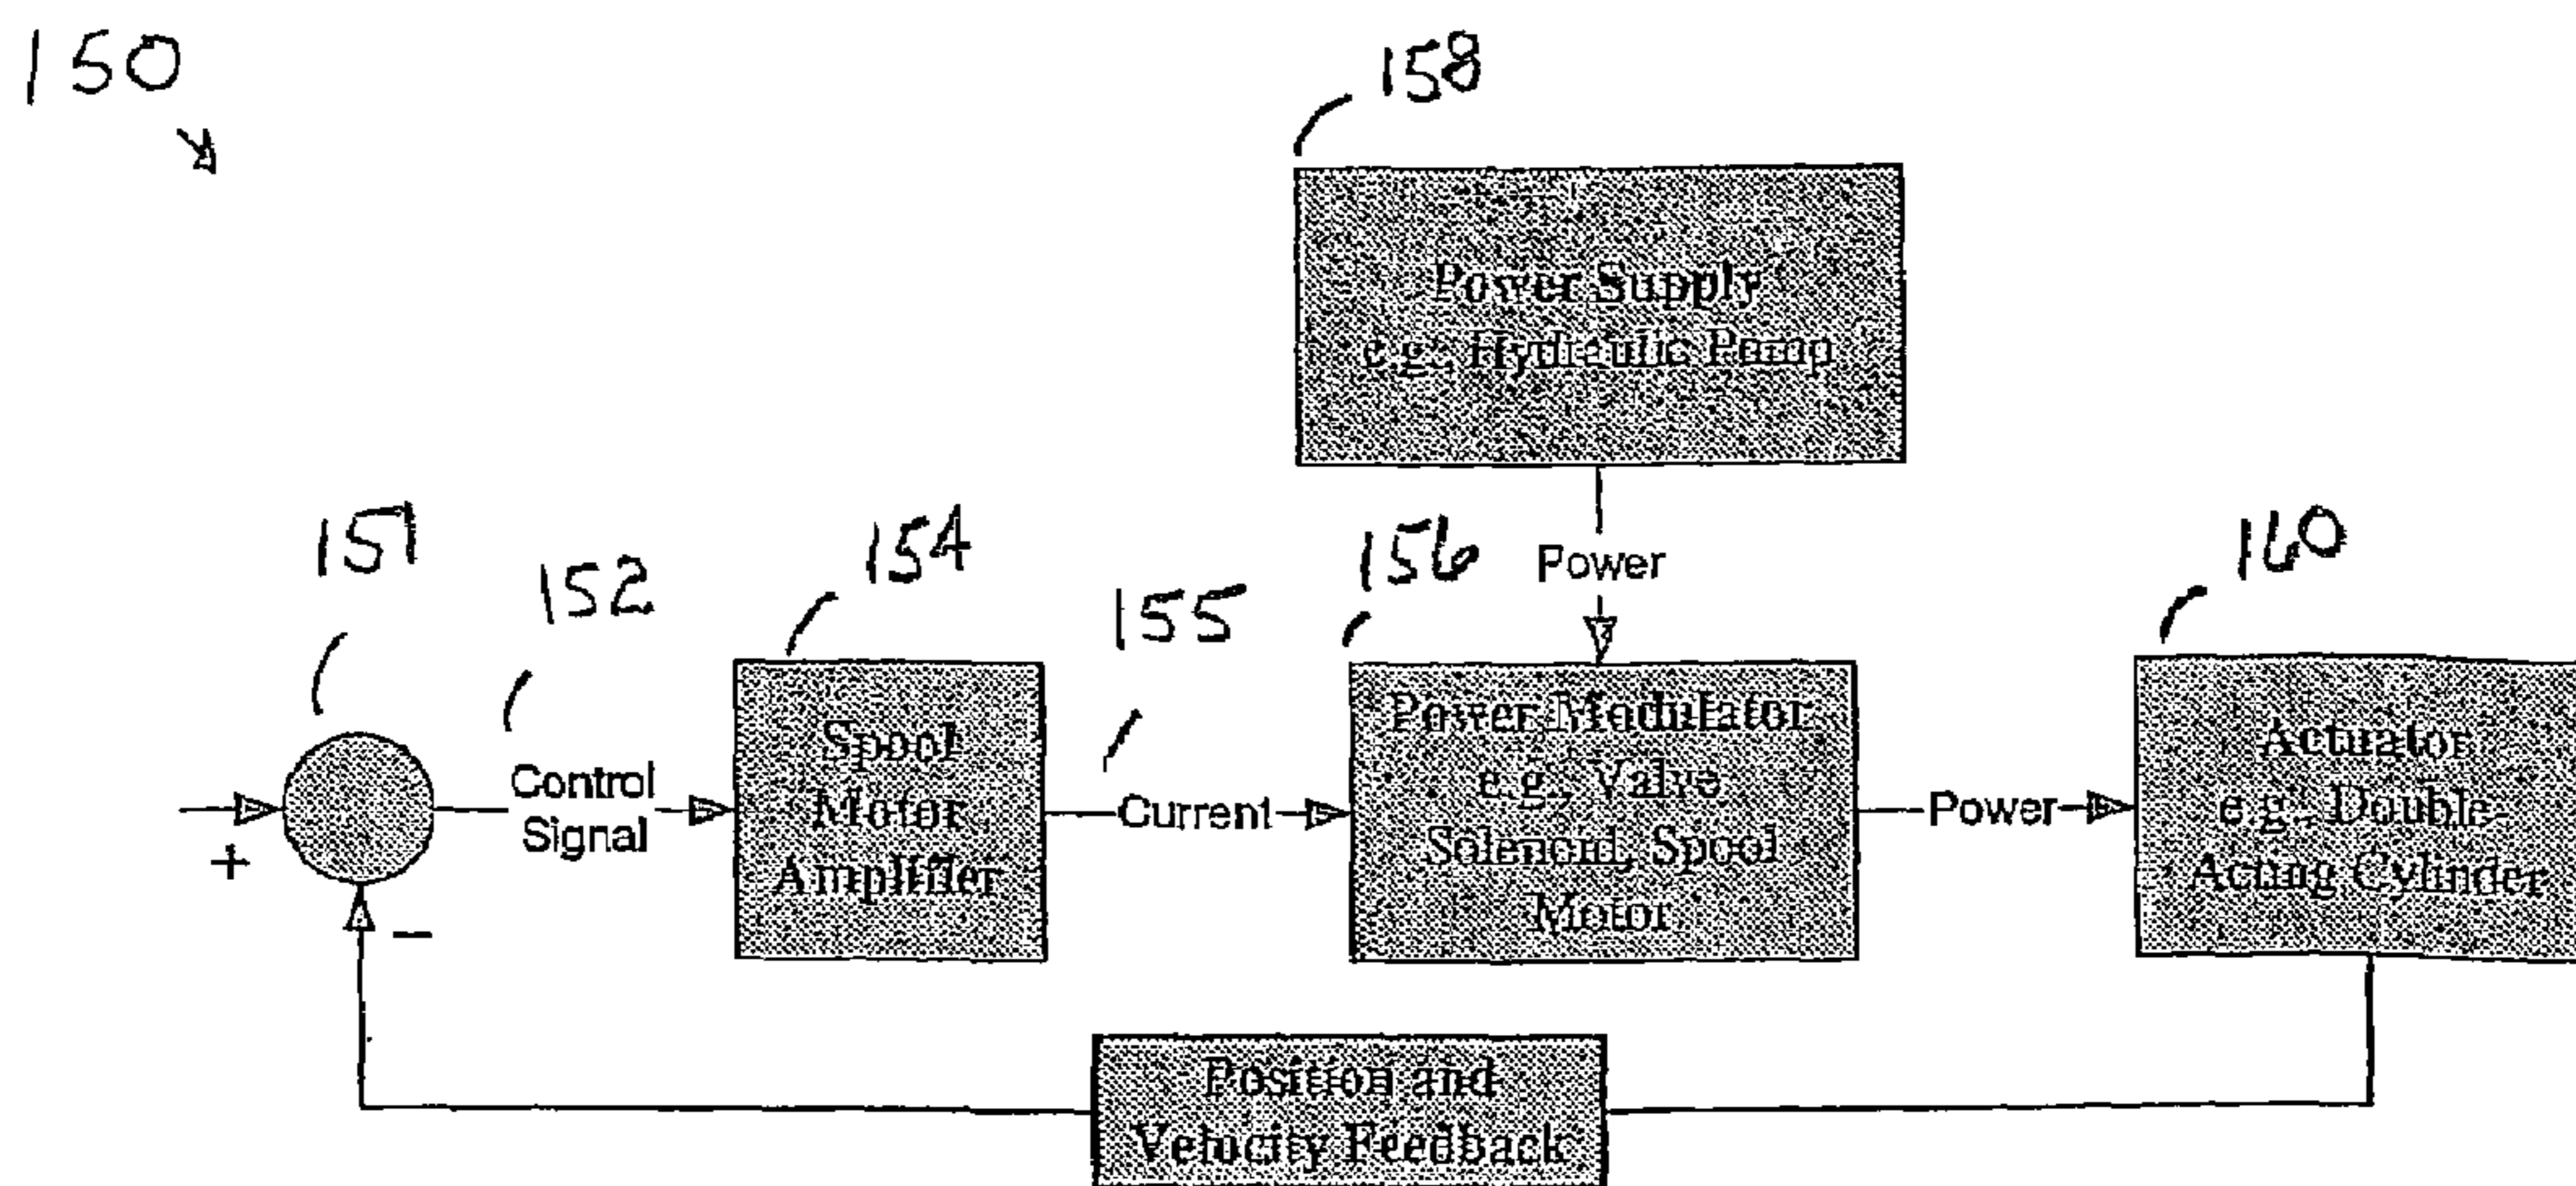 150
158
Power Supply
e.g., Hydraulic Pump
151
152
154
155
156
Power
160
Control
Signal
Spool
Motor
Amplifier
Current
Power Modulator
e.g., Valve
Solenoid, Spool
Motor
Power
Actuator
e.g., Double-
Acting Cylinder
+
−
Position and
Velocity Feedback